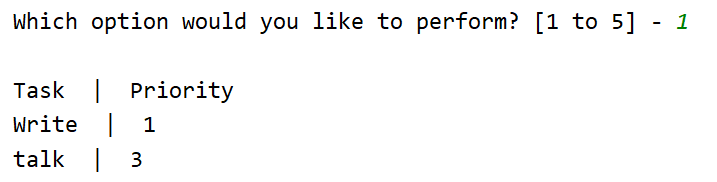 Which option would you like to perform? [1 to 5] - 1
Task  |  Priority
Write  |  1
talk  |  3